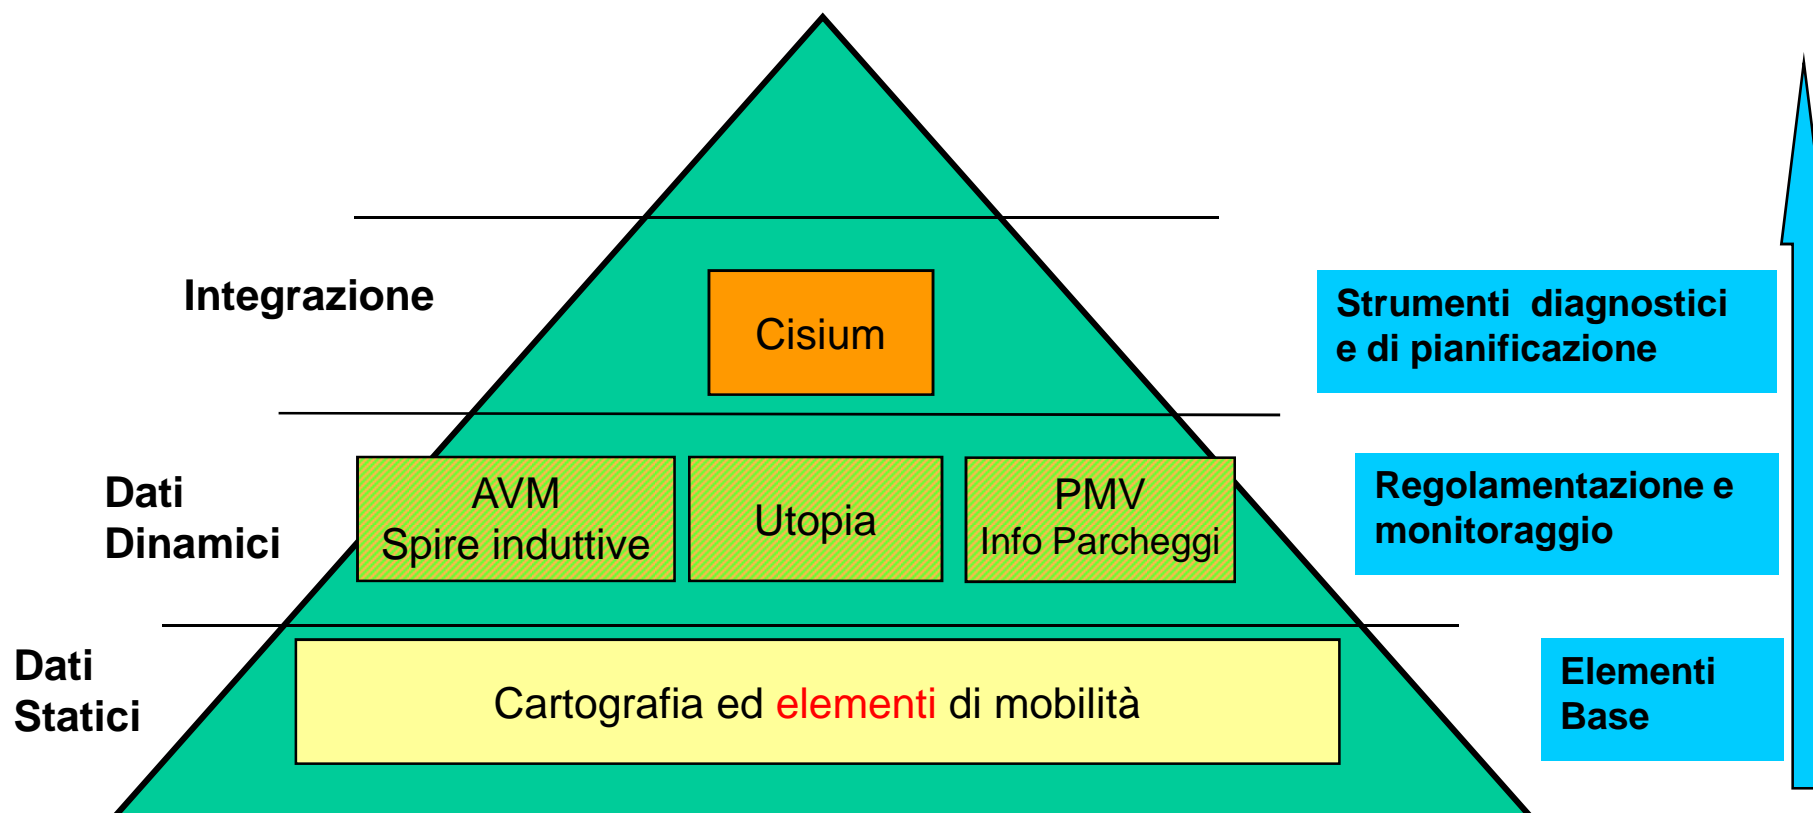 Integrazione
Cisium
Strumenti diagnostici
e di pianificazione
Dati
Dinamici
AVM
Spire induttive
Utopia
PMV
Info Parcheggi
Regolamentazione e
monitoraggio
Dati
Statici
Cartografia ed elementi di mobilità
Elementi
Base